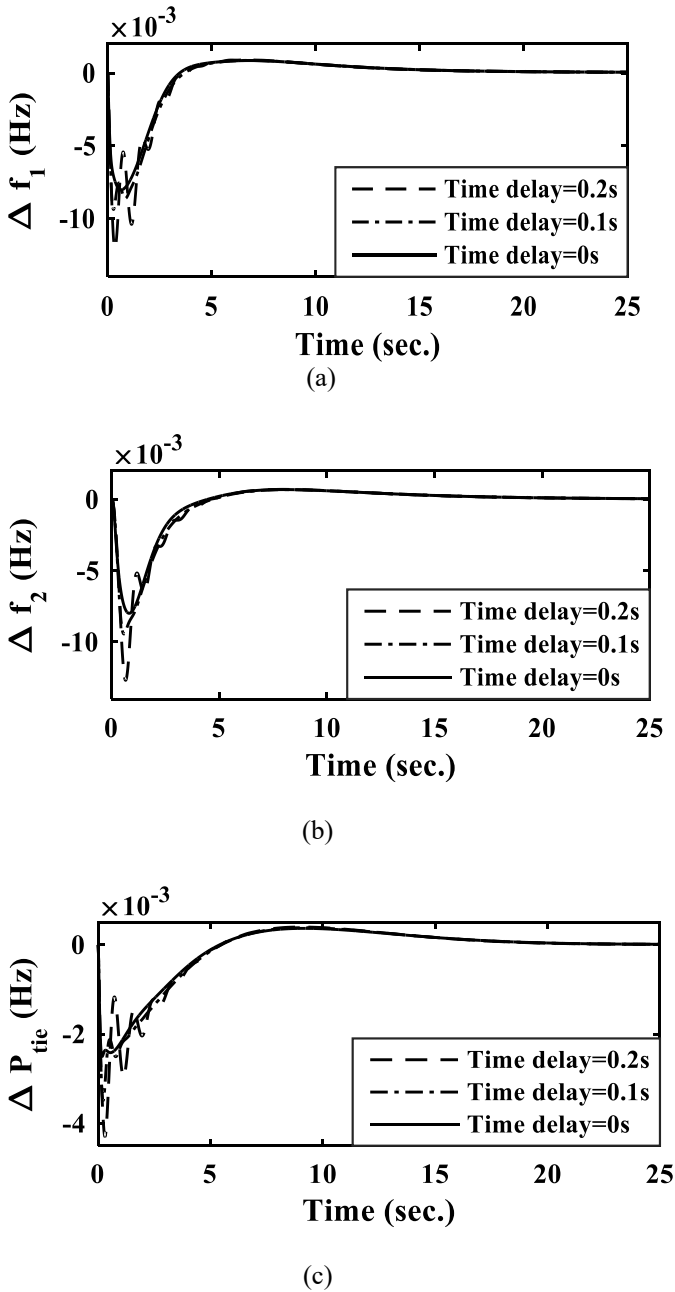 ×10-3
0
-5
-10
Δ f1 (Hz)
Time delay=0.2s
Time delay=0.1s
Time delay=0s
0 5 10 15 20 25
Time (sec.)
(a)
×10-3
0
-5
-10
Δ f2 (Hz)
Time delay=0.2s
Time delay=0.1s
Time delay=0s
0 5 10 15 20 25
Time (sec.)
(b)
×10-3
0
-2
-4
Δ Ptie (Hz)
Time delay=0.2s
Time delay=0.1s
Time delay=0s
0 5 10 15 20 25
Time (sec.)
(c)